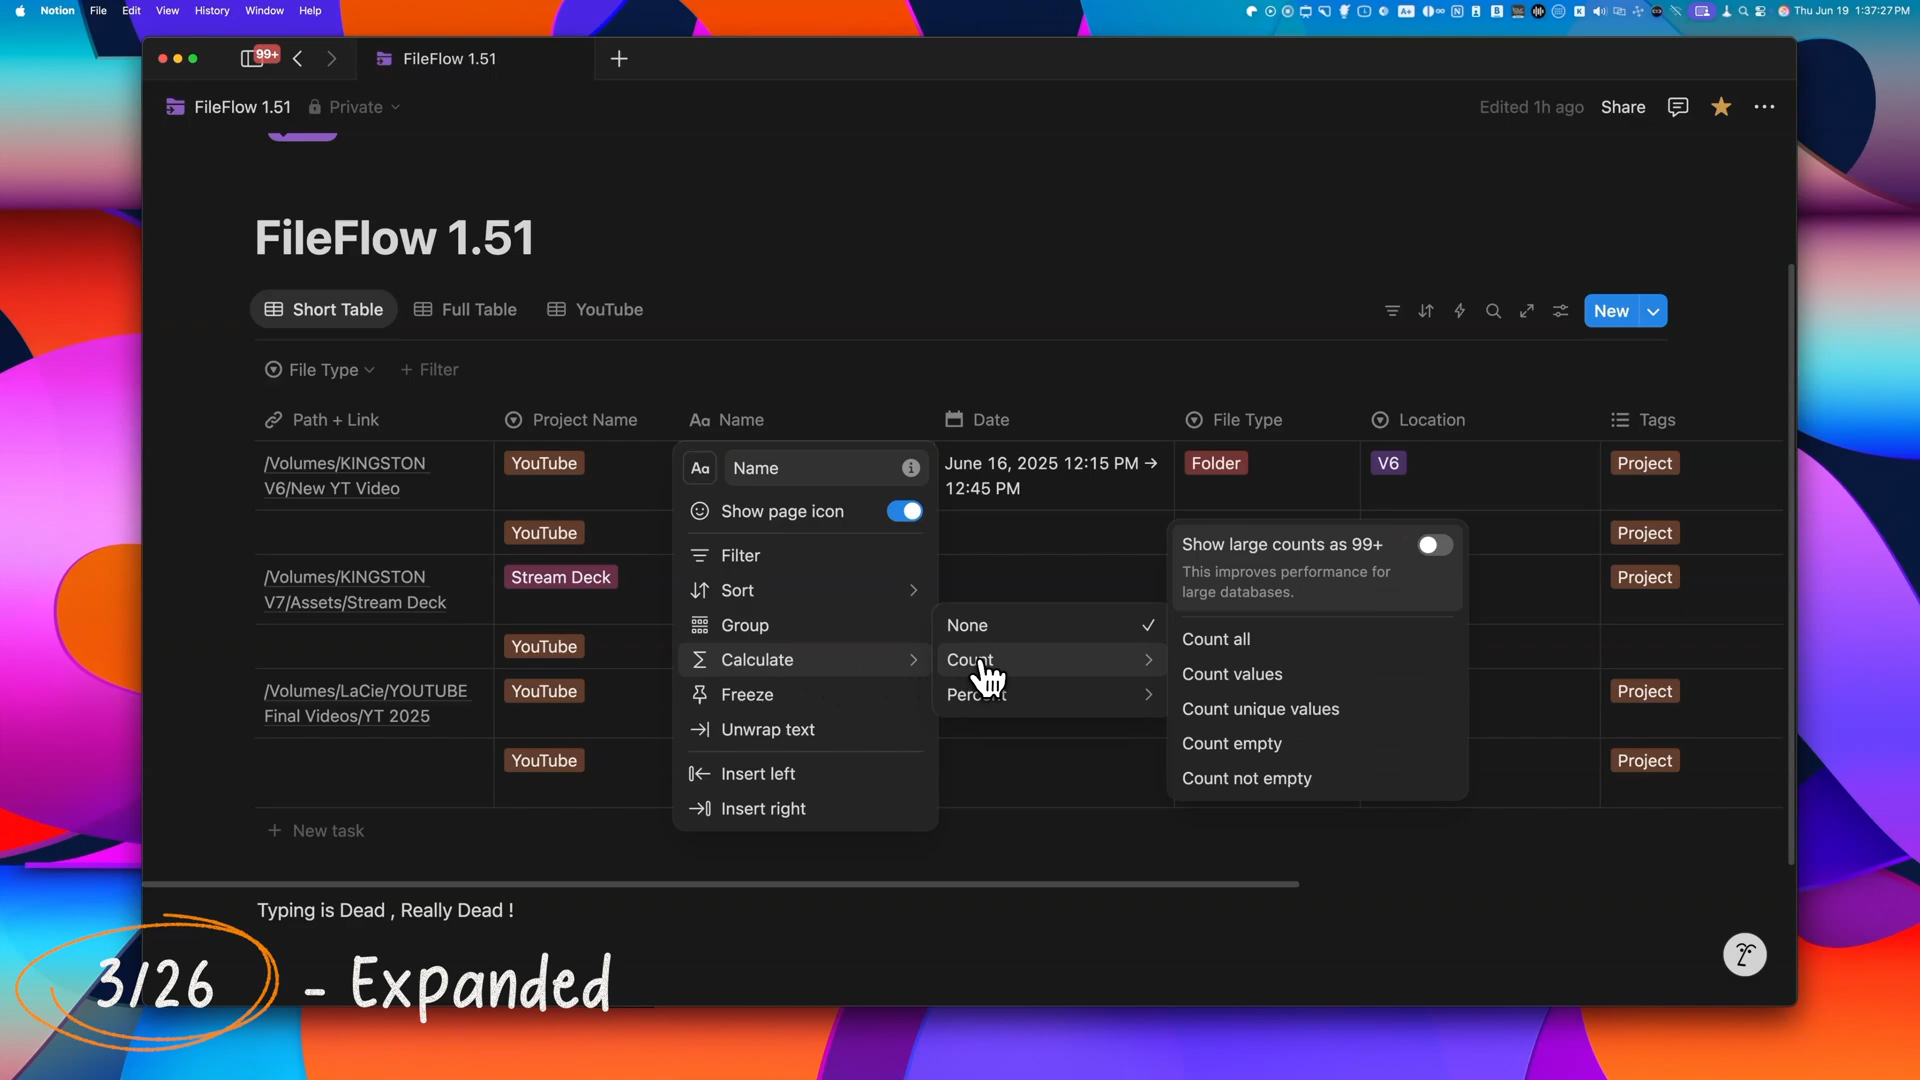 Notion File Edit View History Window Help
Thu Jun 19 1:37:27 PM
99+
FileFlow 1.51
FileFlow 1.51 Private
Edited 1h ago Share
FileFlow 1.51
Short Table Full Table YouTube
New
File Type + Filter
Path + Link Project Name Aa Name Date File Type Location Tags
/Volumes/KINGSTON
V6/New YT Video
YouTube
June 16, 2025 12:15 PM →
12:45 PM
Folder
V6
Project
YouTube
Project
/Volumes/KINGSTON
V7/Assets/Stream Deck
Stream Deck
Project
YouTube
/Volumes/LaCie/YOUTUBE
Final Videos/YT 2025
YouTube
Project
YouTube
Project
+ New task
Aa Name
Show page icon
Filter
Sort
Group
Calculate
Freeze
Unwrap text
Insert left
Insert right
None
Count
Percent
Show large counts as 99+
This improves performance for
large databases.
Count all
Count values
Count unique values
Count empty
Count not empty
Typing is Dead , Really Dead !
3/26 - Expanded